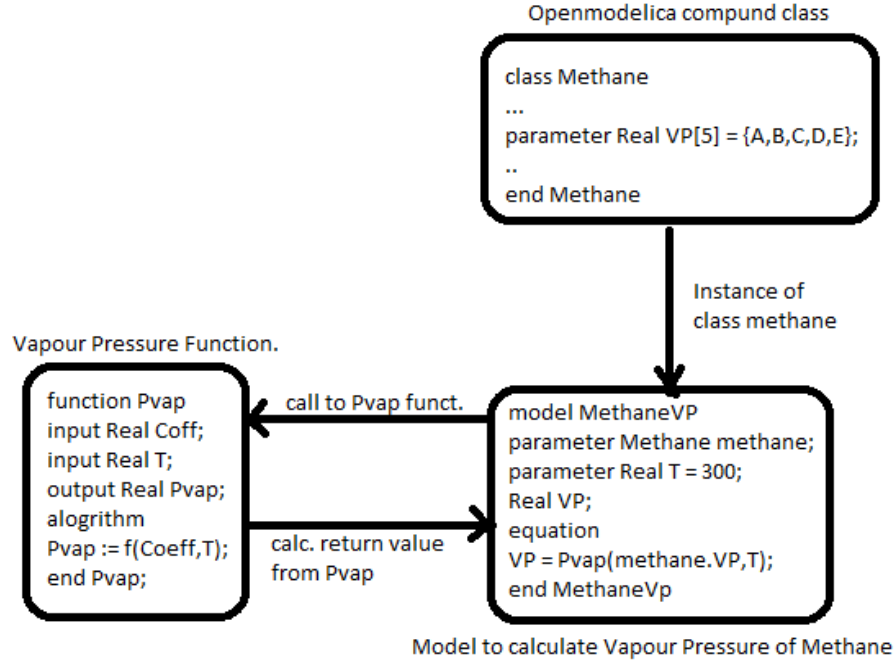 Openmodelica compund class
class Methane
...
parameter Real VP[5] = {A,B,C,D,E};
..
end Methane
Instance of
class methane
Vapour Pressure Function.
function Pvap
input Real Coff;
input Real T;
output Real Pvap;
alogrithm
Pvap := f(Coeff,T);
end Pvap;
call to Pvap funct.
calc. return value
from Pvap
model MethaneVP
parameter Methane methane;
parameter Real T = 300;
Real VP;
equation
VP = Pvap(methane.VP,T);
end MethaneVp
Model to calculate Vapour Pressure of Methane